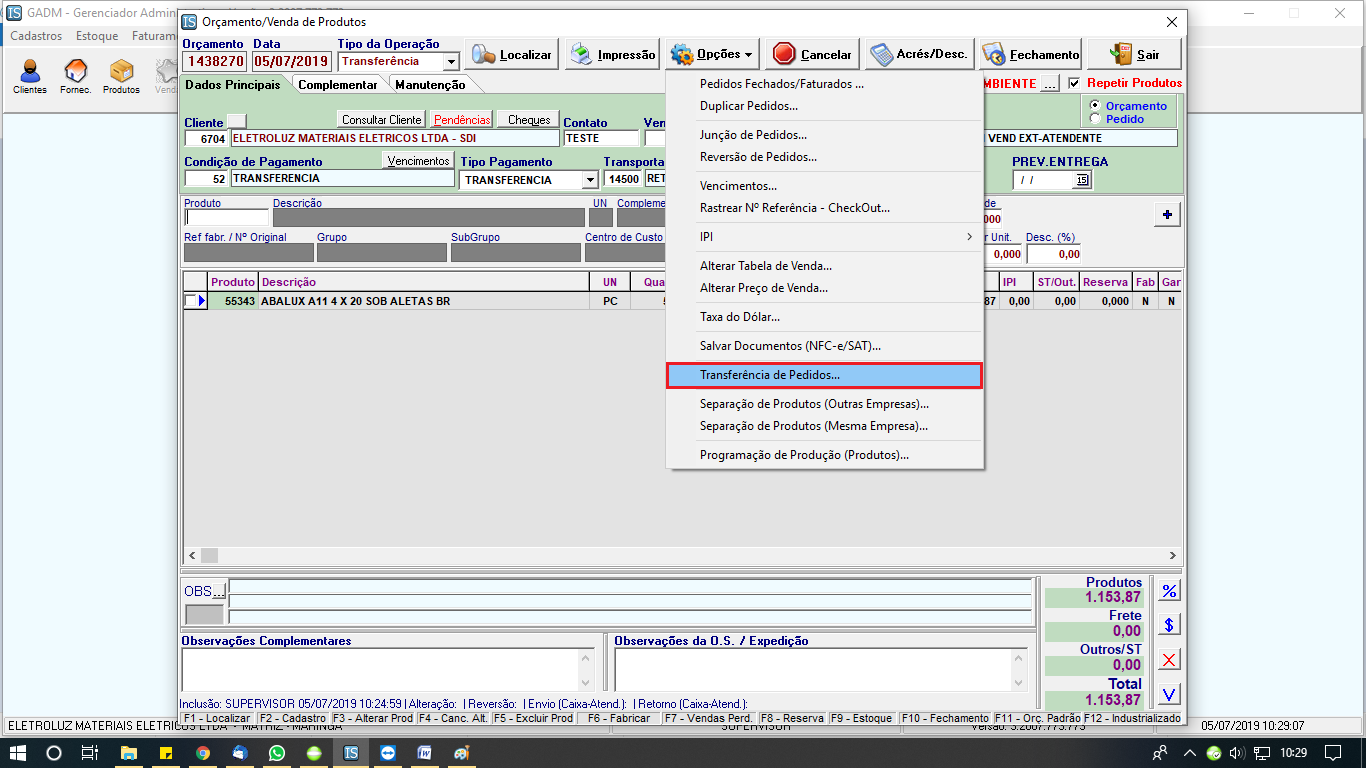 GADM - Gerenciador Admin
Cadastros Estoque Faturam
Clientes Fornec. Produtos
Orçamento/Venda de Produtos
Orçamento Data Tipo da Operação
1438270 05/07/2019 Transferência
Localizar Impressão Opções Cancelar Acrés/Desc. Fechamento Sair
Dados Principais Complementar Manutenção
MBIENTE ... Repetir Produtos
Orçamento
Pedido
Cliente Consultar Cliente Pendências Cheques Contato Ven
6704 ELETROLUZ MATERIAIS ELETRICOS LTDA - SDI TESTE VEND EXT-ATENDENTE
Condição de Pagamento Vencimentos Tipo Pagamento Transporta PREV.ENTREGA
52 TRANSFERENCIA TRANSFERENCIA 14500 RET / / 15
Produto Descrição UN Compleme de
000
+
Ref fabr. / Nº Original Grupo SubGrupo Centro de Custo r Unit. Desc. (%)
0,000 0,00
Produto Descrição UN Qua IPI ST/Out. Reserva Fab Gar
55343 ABALUX A11 4 X 20 SOB ALETAS BR PC 87 0,00 0,00 0,000 N N
Pedidos Fechados/Faturados ...
Duplicar Pedidos...
Junção de Pedidos...
Reversão de Pedidos...
Vencimentos...
Rastrear Nº Referência - CheckOut...
IPI
Alterar Tabela de Venda...
Alterar Preço de Venda...
Taxa do Dólar...
Salvar Documentos (NFC-e/SAT)...
Transferência de Pedidos...
Separação de Produtos (Outras Empresas)...
Separação de Produtos (Mesma Empresa)...
Programação de Produção (Produtos)...
OBS...
Produtos
1.153,87
Frete
0,00
Outros/ST
0,00
Total
1.153,87
%
$
X
V
Observações Complementares Observações da O.S. / Expedição
Inclusão: SUPERVISOR 05/07/2019 10:24:59 | Alteração: | Reversão: | Envio (Caixa-Atend.): | Retorno (Caixa-Atend.):
F1 - Localizar F2 - Cadastro F3 - Alterar Prod F4 - Canc. Alt. F5 - Excluir Prod F6 - Fabricar F7 - Vendas Perd. F8 - Reserva F9 - Estoque F10 - Fechamento F11 - Orç. Padrão F12 - Industrializado
ELETROLUZ MATERIAIS ELETRICOS LTDA - MATRIZ - MARINGA SUPERVISOR 05/07/2019 10:29:07
10:29